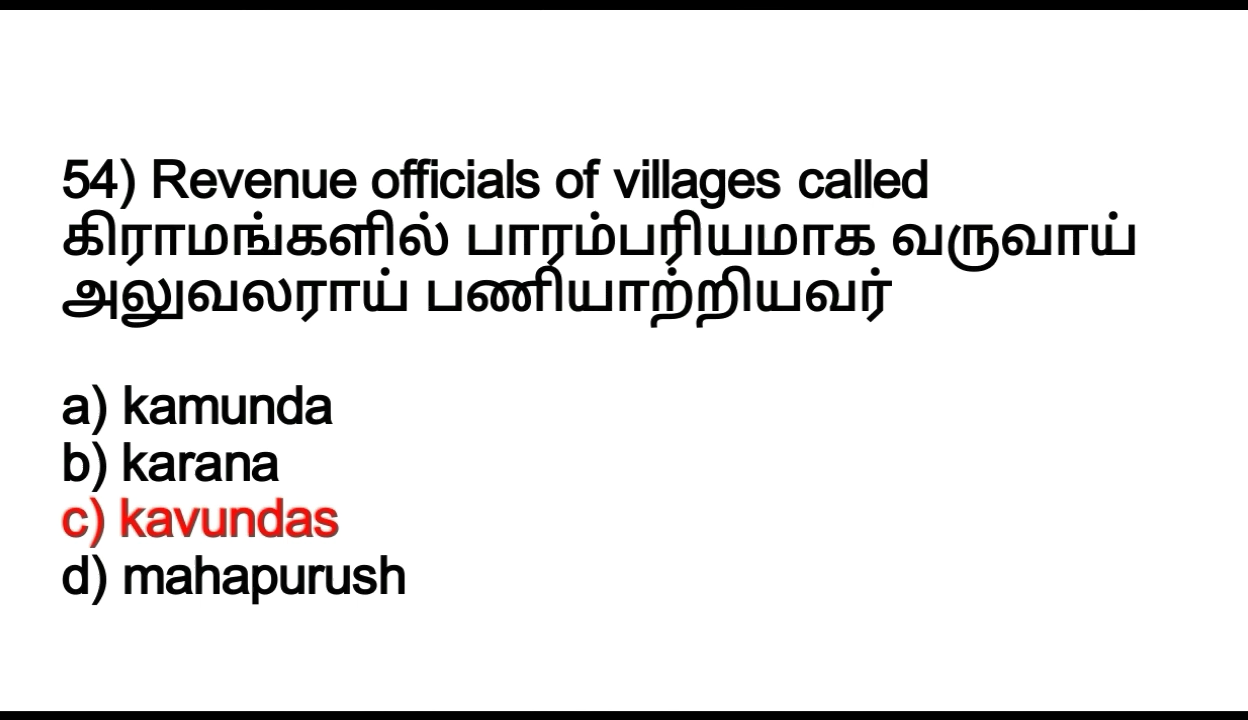 54) Revenue officials of villages called
கிராமங்களில் பாரம்பரியமாக வருவாய்
அலுவலராய் பணியாற்றியவர்
a) kamunda
b) karana
c) kavundas
d) mahapurush